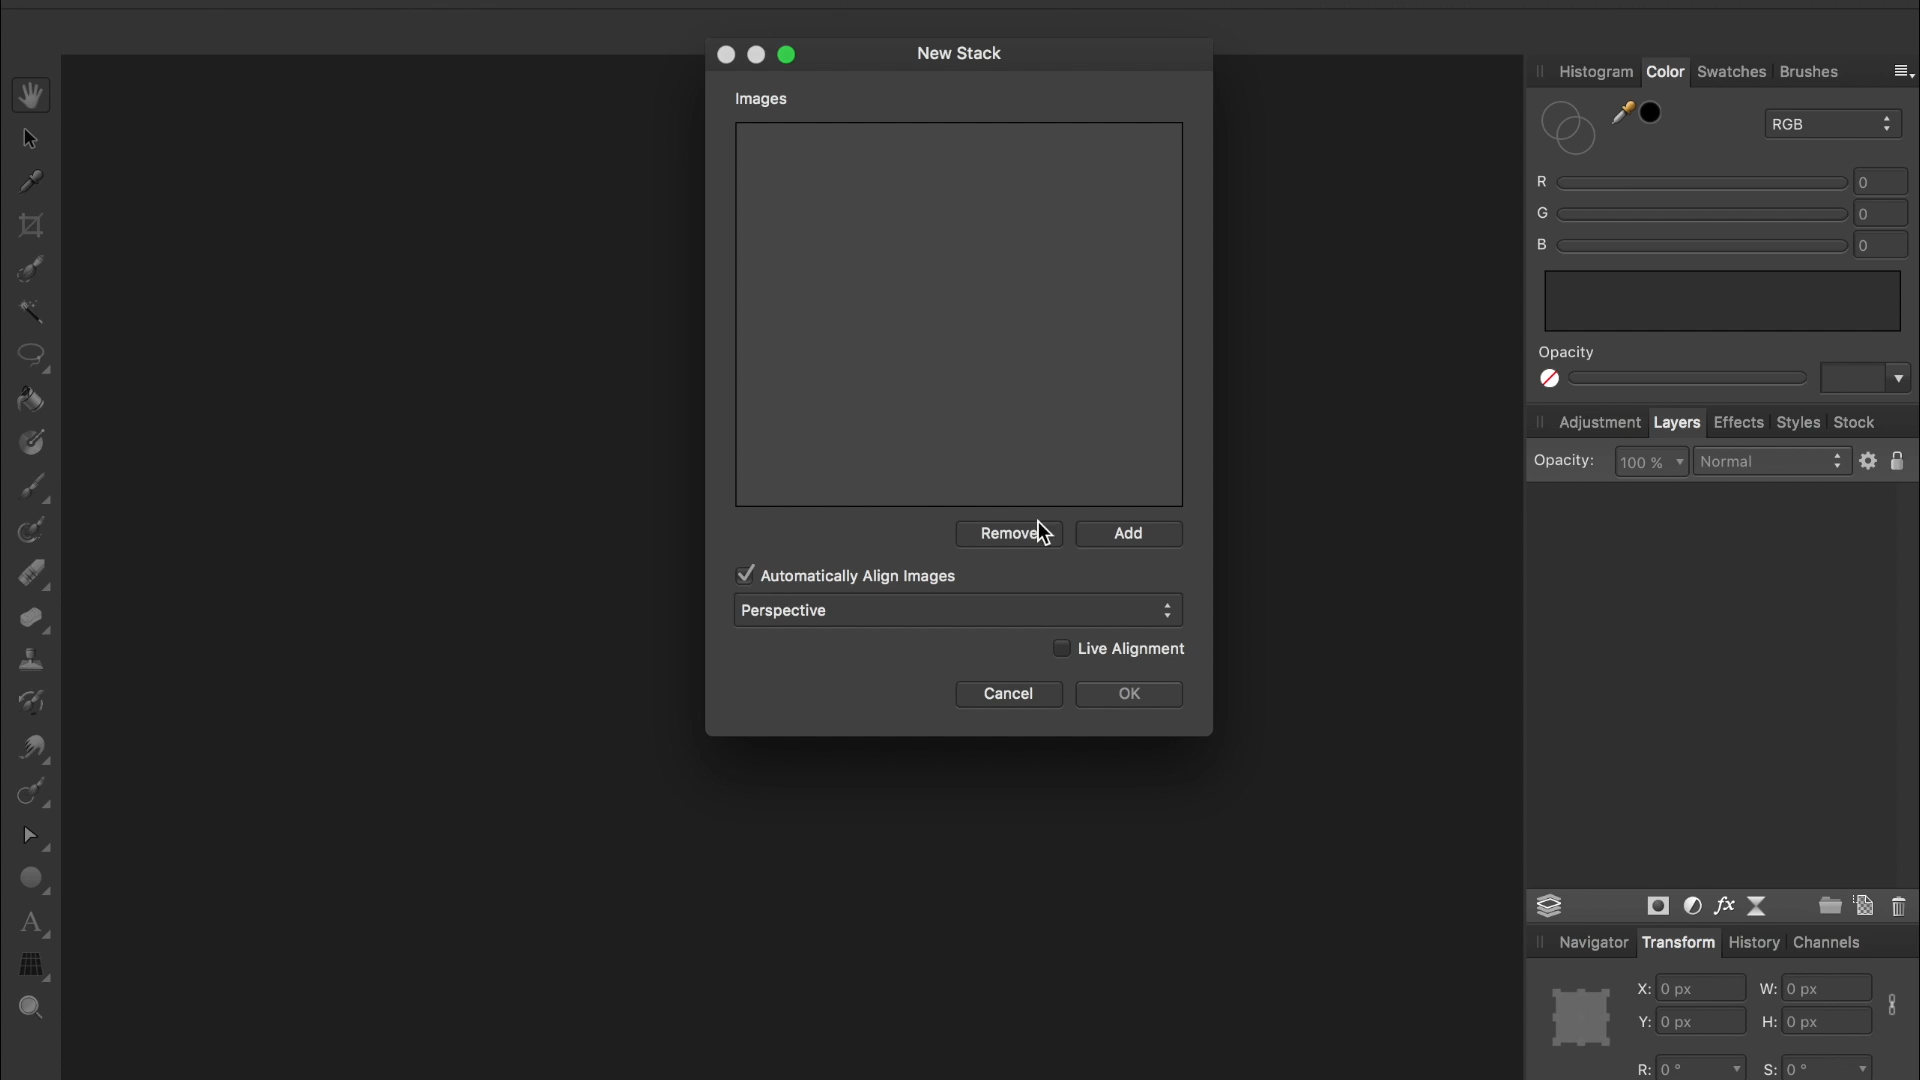 New Stack
Images
Remove
Add
Automatically Align Images
Perspective
Live Alignment
Cancel
OK
Histogram
Color
Swatches
Brushes
RGB
R
0
G
0
B
0
Opacity
Adjustment
Layers
Effects
Styles
Stock
Opacity:
100 %
Normal
fx
Navigator
Transform
History
Channels
X:
0 px
W:
0 px
Y:
0 px
H:
0 px
R:
0 °
S:
0 °
A